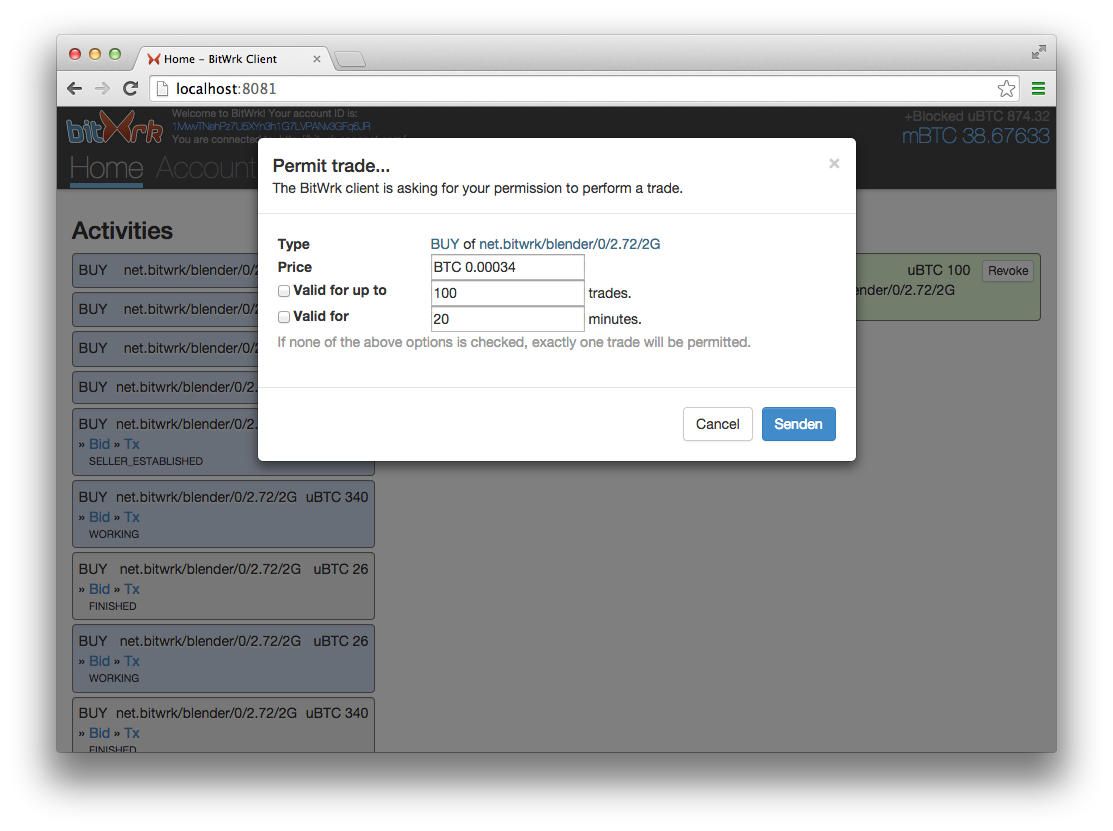 Home – BitWrk Client
localhost:8081
bitWrk
Welcome to BitWrk! Your account ID is:
You are connected
+Blocked uBTC 874.32
mBTC 38.67633
Home Account
Permit trade...
The BitWrk client is asking for your permission to perform a trade.
Type BUY of net.bitwrk/blender/0/2.72/2G
Price BTC 0.00034
Valid for up to 100 trades.
Valid for 20 minutes.
If none of the above options is checked, exactly one trade will be permitted.
Cancel Senden
Activities
BUY net.bitwrk/blender/0/2
BUY net.bitwrk/blender/0/2
BUY net.bitwrk/blender/0/2
BUY net.bitwrk/blender/0/2.
BUY net.bitwrk/blender/0/2.
» Bid » Tx
SELLER_ESTABLISHED
BUY net.bitwrk/blender/0/2.72/2G uBTC 340
» Bid » Tx
WORKING
BUY net.bitwrk/blender/0/2.72/2G uBTC 26
» Bid » Tx
FINISHED
BUY net.bitwrk/blender/0/2.72/2G uBTC 26
» Bid » Tx
WORKING
BUY net.bitwrk/blender/0/2.72/2G uBTC 340
» Bid » Tx
FINISHED
uBTC 100 Revoke
ender/0/2.72/2G